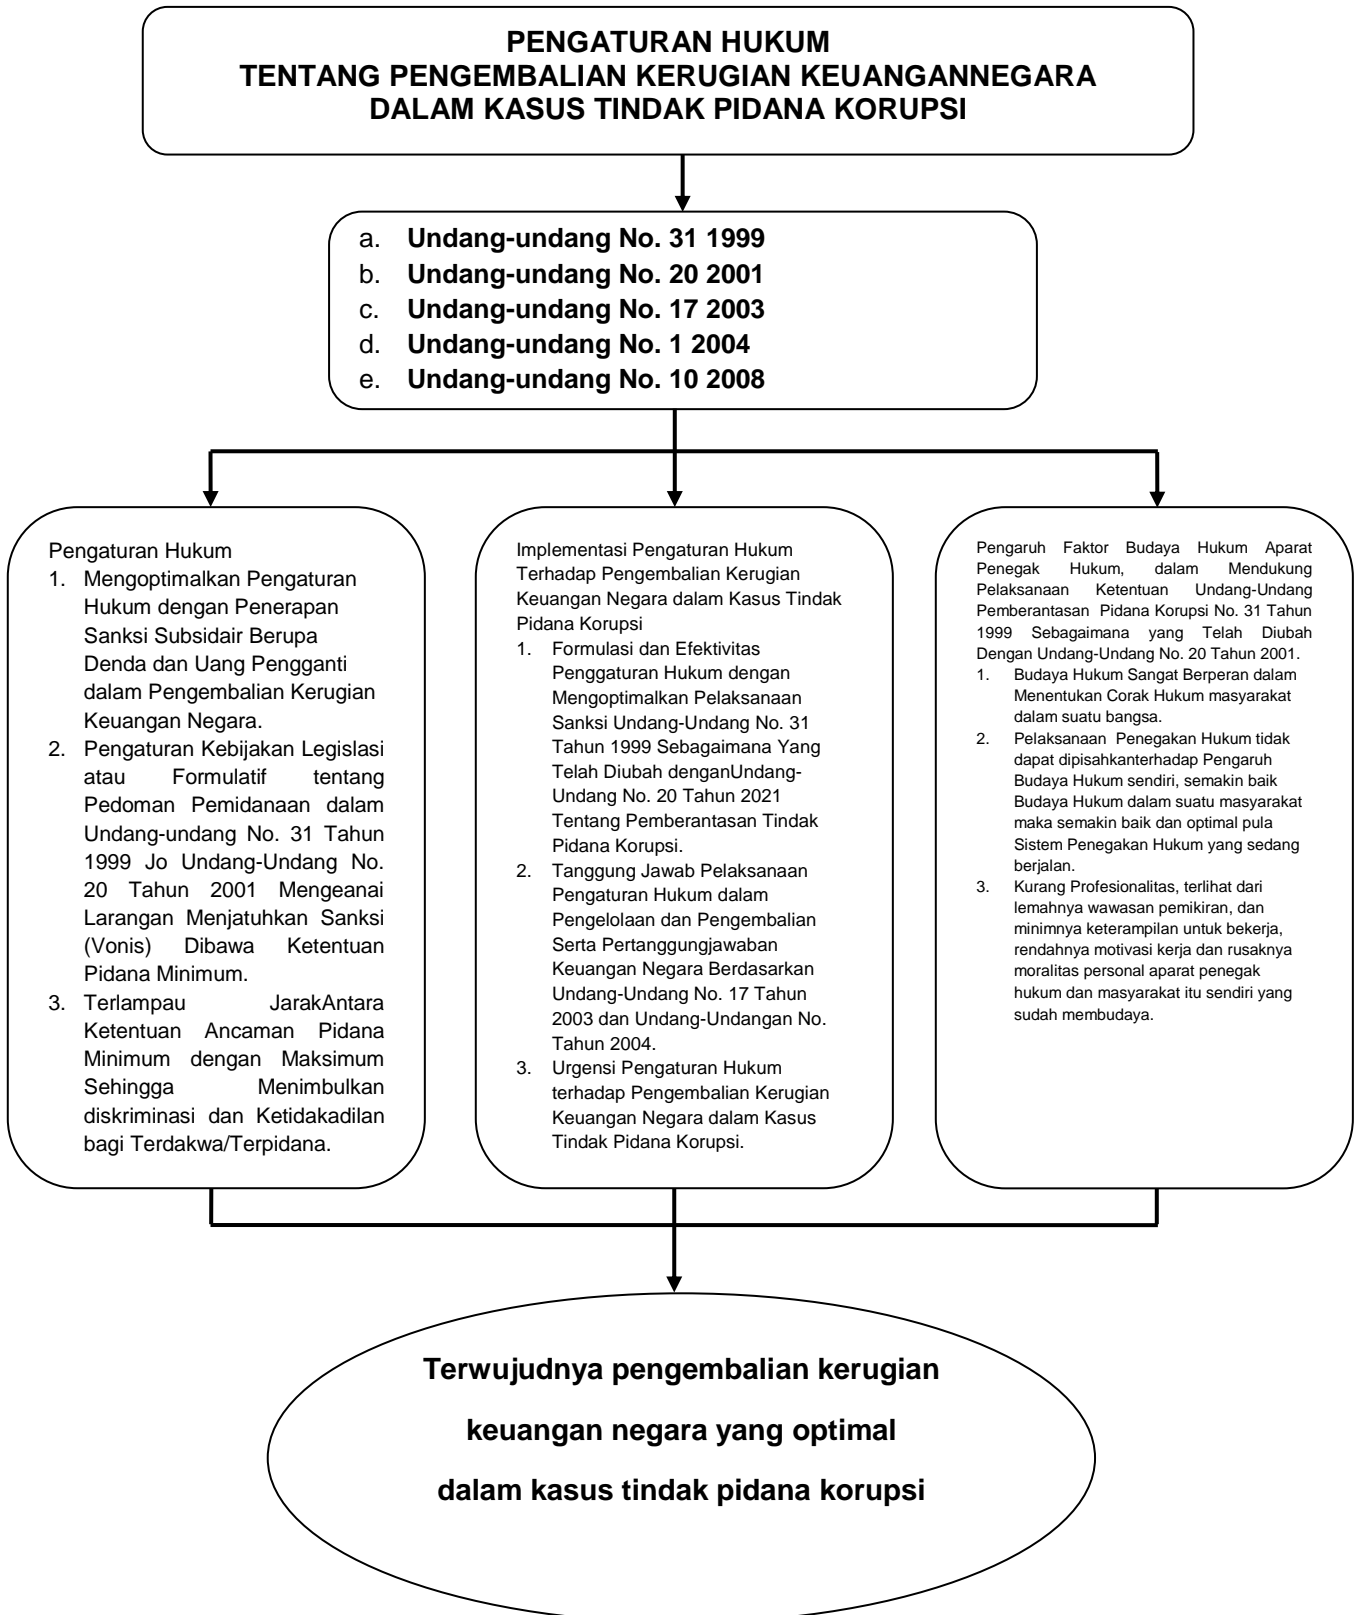 PENGATURAN HUKUM
TENTANG PENGEMBALIAN KERUGIAN KEUANGANNEGARA
DALAM KASUS TINDAK PIDANA KORUPSI
a. Undang-undang No. 31 1999
b. Undang-undang No. 20 2001
c. Undang-undang No. 17 2003
d. Undang-undang No. 1 2004
e. Undang-undang No. 10 2008
Pengaturan Hukum
1. Mengoptimalkan Pengaturan
Hukum dengan Penerapan
Sanksi Subsidair Berupa
Denda dan Uang Pengganti
dalam Pengembalian Kerugian
Keuangan Negara.
2. Pengaturan Kebijakan Legislasi
atau Formulatif tentang
Pedoman Pemidanaan dalam
Undang-undang No. 31 Tahun
1999 Jo Undang-Undang No.
20 Tahun 2001 Mengeanai
Larangan Menjatuhkan Sanksi
(Vonis) Dibawa Ketentuan
Pidana Minimum.
3. Terlampau JarakAntara
Ketentuan Ancaman Pidana
Minimum dengan Maksimum
Sehingga Menimbulkan
diskriminasi dan Ketidakadilan
bagi Terdakwa/Terpidana.
Implementasi Pengaturan Hukum
Terhadap Pengembalian Kerugian
Keuangan Negara dalam Kasus Tindak
Pidana Korupsi
1. Formulasi dan Efektivitas
Penggaturan Hukum dengan
Mengoptimalkan Pelaksanaan
Sanksi Undang-Undang No. 31
Tahun 1999 Sebagaimana Yang
Telah Diubah denganUndang-
Undang No. 20 Tahun 2021
Tentang Pemberantasan Tindak
Pidana Korupsi.
2. Tanggung Jawab Pelaksanaan
Pengaturan Hukum dalam
Pengelolaan dan Pengembalian
Serta Pertanggungjawaban
Keuangan Negara Berdasarkan
Undang-Undang No. 17 Tahun
2003 dan Undang-Undangan No.
Tahun 2004.
3. Urgensi Pengaturan Hukum
terhadap Pengembalian Kerugian
Keuangan Negara dalam Kasus
Tindak Pidana Korupsi.
Pengaruh Faktor Budaya Hukum Aparat
Penegak Hukum, dalam Mendukung
Pelaksanaan Ketentuan Undang-Undang
Pemberantasan Pidana Korupsi No. 31 Tahun
1999 Sebagaimana yang Telah Diubah
Dengan Undang-Undang No. 20 Tahun 2001.
1. Budaya Hukum Sangat Berperan dalam
Menentukan Corak Hukum masyarakat
dalam suatu bangsa.
2. Pelaksanaan Penegakan Hukum tidak
dapat dipisahkanterhadap Pengaruh
Budaya Hukum sendiri, semakin baik
Budaya Hukum dalam suatu masyarakat
maka semakin baik dan optimal pula
Sistem Penegakan Hukum yang sedang
berjalan.
3. Kurang Profesionalitas, terlihat dari
lemahnya wawasan pemikiran, dan
minimnya keterampilan untuk bekerja,
rendahnya motivasi kerja dan rusaknya
moralitas personal aparat penegak
hukum dan masyarakat itu sendiri yang
sudah membudaya.
Terwujudnya pengembalian kerugian
keuangan negara yang optimal
dalam kasus tindak pidana korupsi